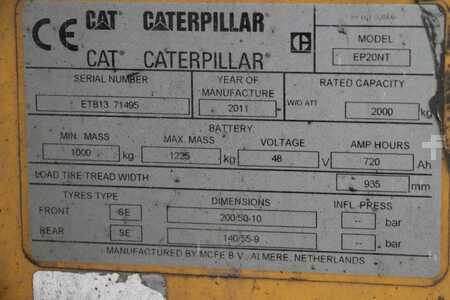 CE CAT CATERPILLAR
CAT CATERPILLAR
MODEL
EP20NT
SERIAL NUMBER YEAR OF MANUFACTURE RATED CAPACITY
ETB13 71495 2011 W/O ATT 2000 kg
BATTERY:
MIN. MASS MAX. MASS VOLTAGE AMP HOURS
1000 kg 1225 kg 48 V 720 Ah
LOAD TIRE TREAD WIDTH 935 mm
TYRES TYPE DIMENSIONS INFL. PRESS
FRONT SE 200/50-10 -- bar
REAR SE 140/55-9 -- bar
MANUFACTURED BY MCFE B.V., ALMERE, NETHERLANDS